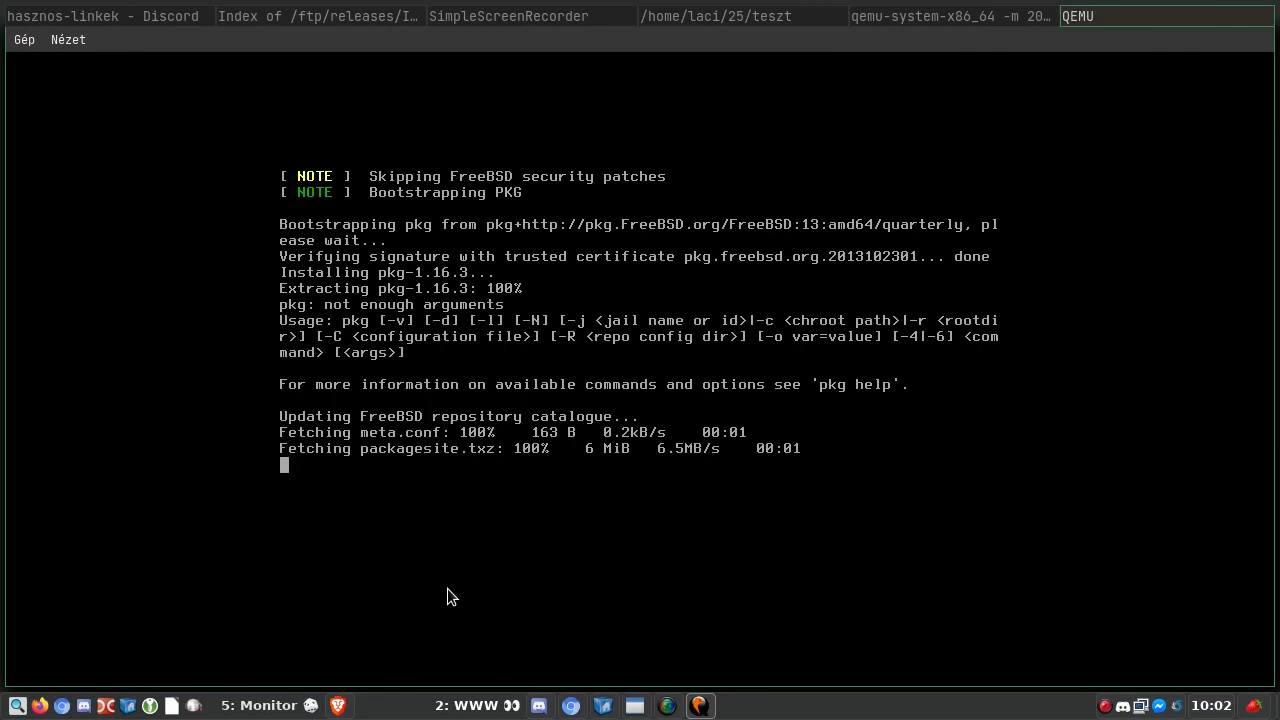 hasznos-linkek - Discord Index of /ftp/releases/I... SimpleScreenRecorder /home/laci/25/teszt qemu-system-x86_64 -m 20... QEMU
Gép Nézet
[ NOTE ] Skipping FreeBSD security patches
[ NOTE ] Bootstrapping PKG
Bootstrapping pkg from pkg+http://pkg.FreeBSD.org/FreeBSD:13:amd64/quarterly, pl
ease wait...
Verifying signature with trusted certificate pkg.freebsd.org.2013102301... done
Installing pkg-1.16.3...
Extracting pkg-1.16.3: 100%
pkg: not enough arguments
Usage: pkg [-v] [-d] [-l] [-N] [-j <jail name or id>|-c <chroot path>|-r <rootdi
r>] [-C <configuration file>] [-R <repo config dir>] [-o var=value] [-4|-6] <com
mand> [<args>]
For more information on available commands and options see 'pkg help'.
Updating FreeBSD repository catalogue...
Fetching meta.conf: 100% 163 B 0.2kB/s 00:01
Fetching packagesite.txz: 100% 6 MiB 6.5MB/s 00:01
5: Monitor 2: WWW 10:02